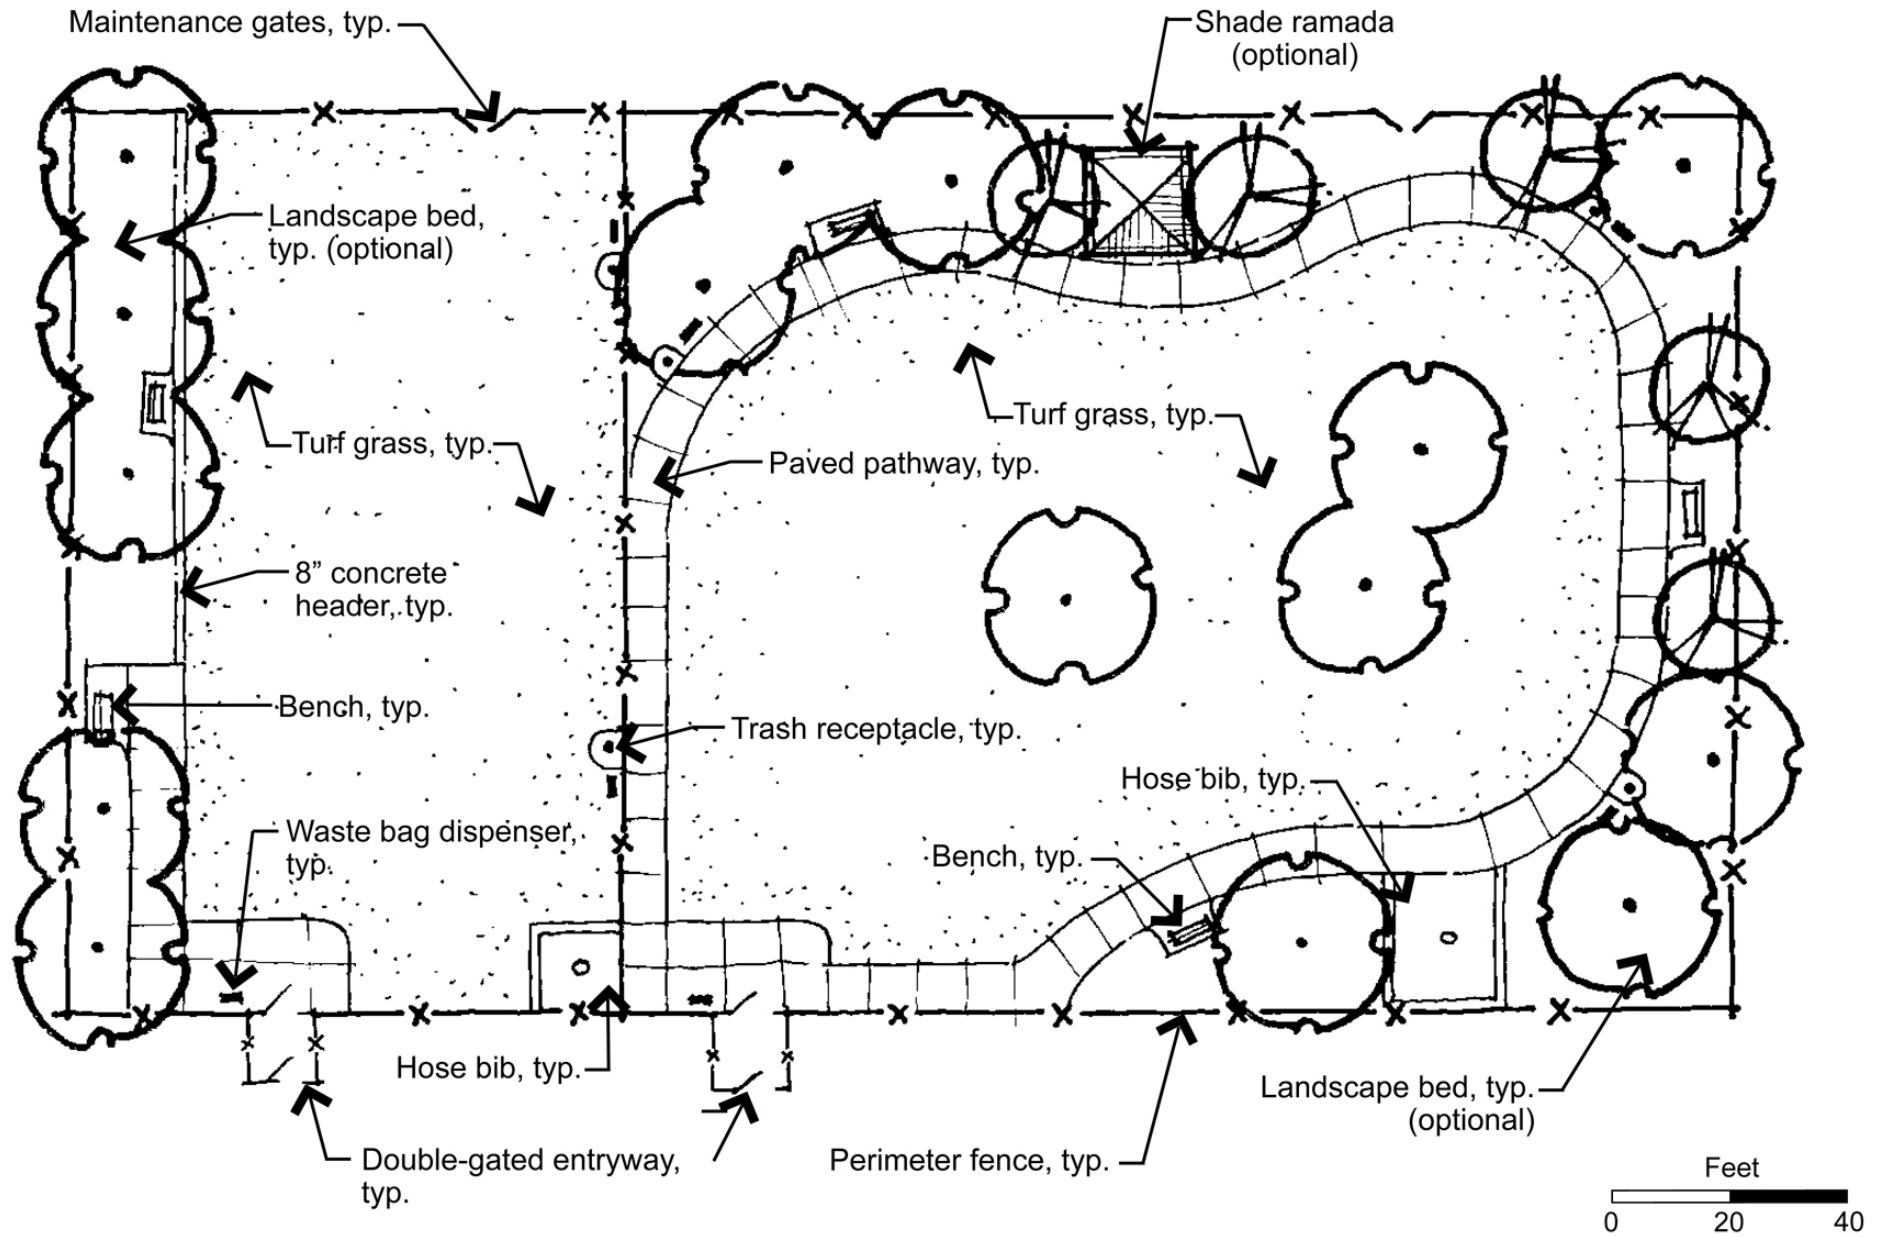 Maintenance gates, typ.
Shade ramada
(optional)
Landscape bed,
typ. (optional)
Turf grass, typ.
Turf grass, typ.
Paved pathway, typ.
8” concrete
header, typ.
Bench, typ.
Trash receptacle, typ.
Hose bib, typ.
Waste bag dispenser,
typ.
Bench, typ.
Hose bib, typ.
Landscape bed, typ.
(optional)
Double-gated entryway,
typ.
Perimeter fence, typ.
Feet
0 20 40